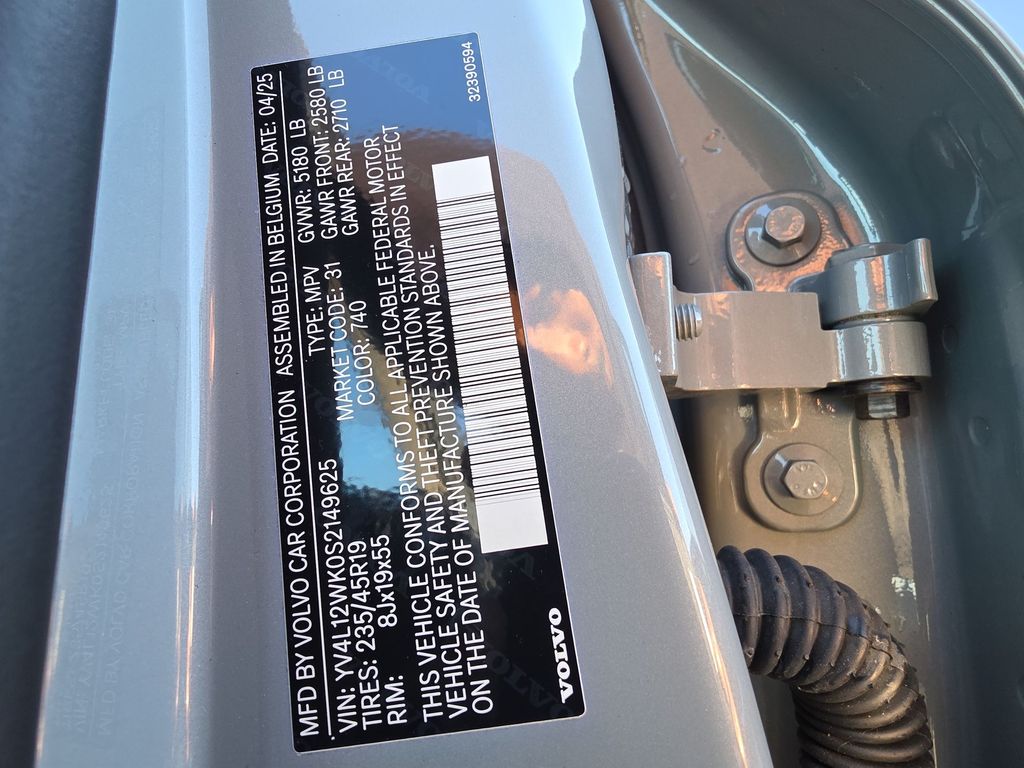 MFD BY VOLVO CAR CORPORATION ASSEMBLED IN BELGIUM DATE: 04/25
VIN: YV4L12WK0S2149625 TYPE: MPV GVWR: 5180 LB
TIRES: 235/45R19 MARKET CODE: 31 GAWR FRONT: 2580 LB
RIM: 8Jx19x55 COLOR: 740 GAWR REAR: 2710 LB
THIS VEHICLE CONFORMS TO ALL APPLICABLE FEDERAL MOTOR
VEHICLE SAFETY AND THEFT PREVENTION STANDARDS IN EFFECT
ON THE DATE OF MANUFACTURE SHOWN ABOVE.
VOLVO 32390594